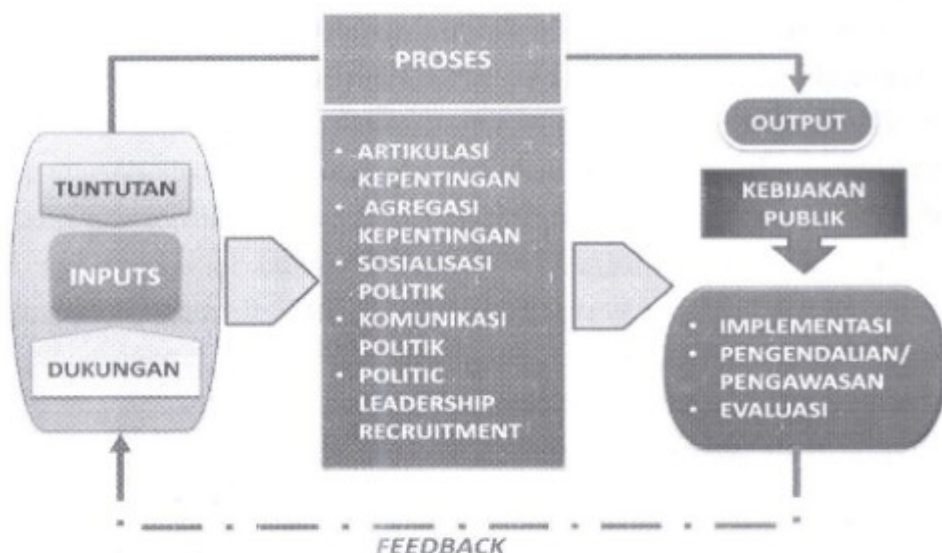 PROSES
OUTPUT
TUNTUTAN
INPUTS
DUKUNGAN
• ARTIKULASI
KEPENTINGAN
• AGREGASI
KEPENTINGAN
• SOSIALISASI
POLITIK
• KOMUNIKASI
POLITIK
• POLITIC
LEADERSHIP
RECRUITMENT
KEBIJAKAN
PUBLIK
• IMPLEMENTASI
• PENGENDALIAN/
PENGAWASAN
• EVALUASI
FEEDBACK